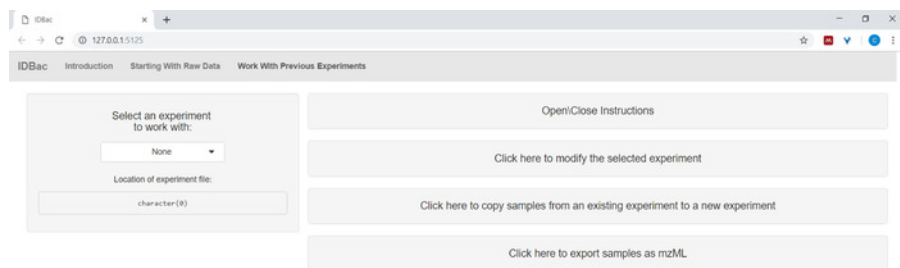 IDBac
127.0.0.1:5125
IDBac Introduction Starting With Raw Data Work With Previous Experiments
Select an experiment
to work with:
None
Location of experiment file:
character(0)
Open\Close Instructions
Click here to modify the selected experiment
Click here to copy samples from an existing experiment to a new experiment
Click here to export samples as mzML